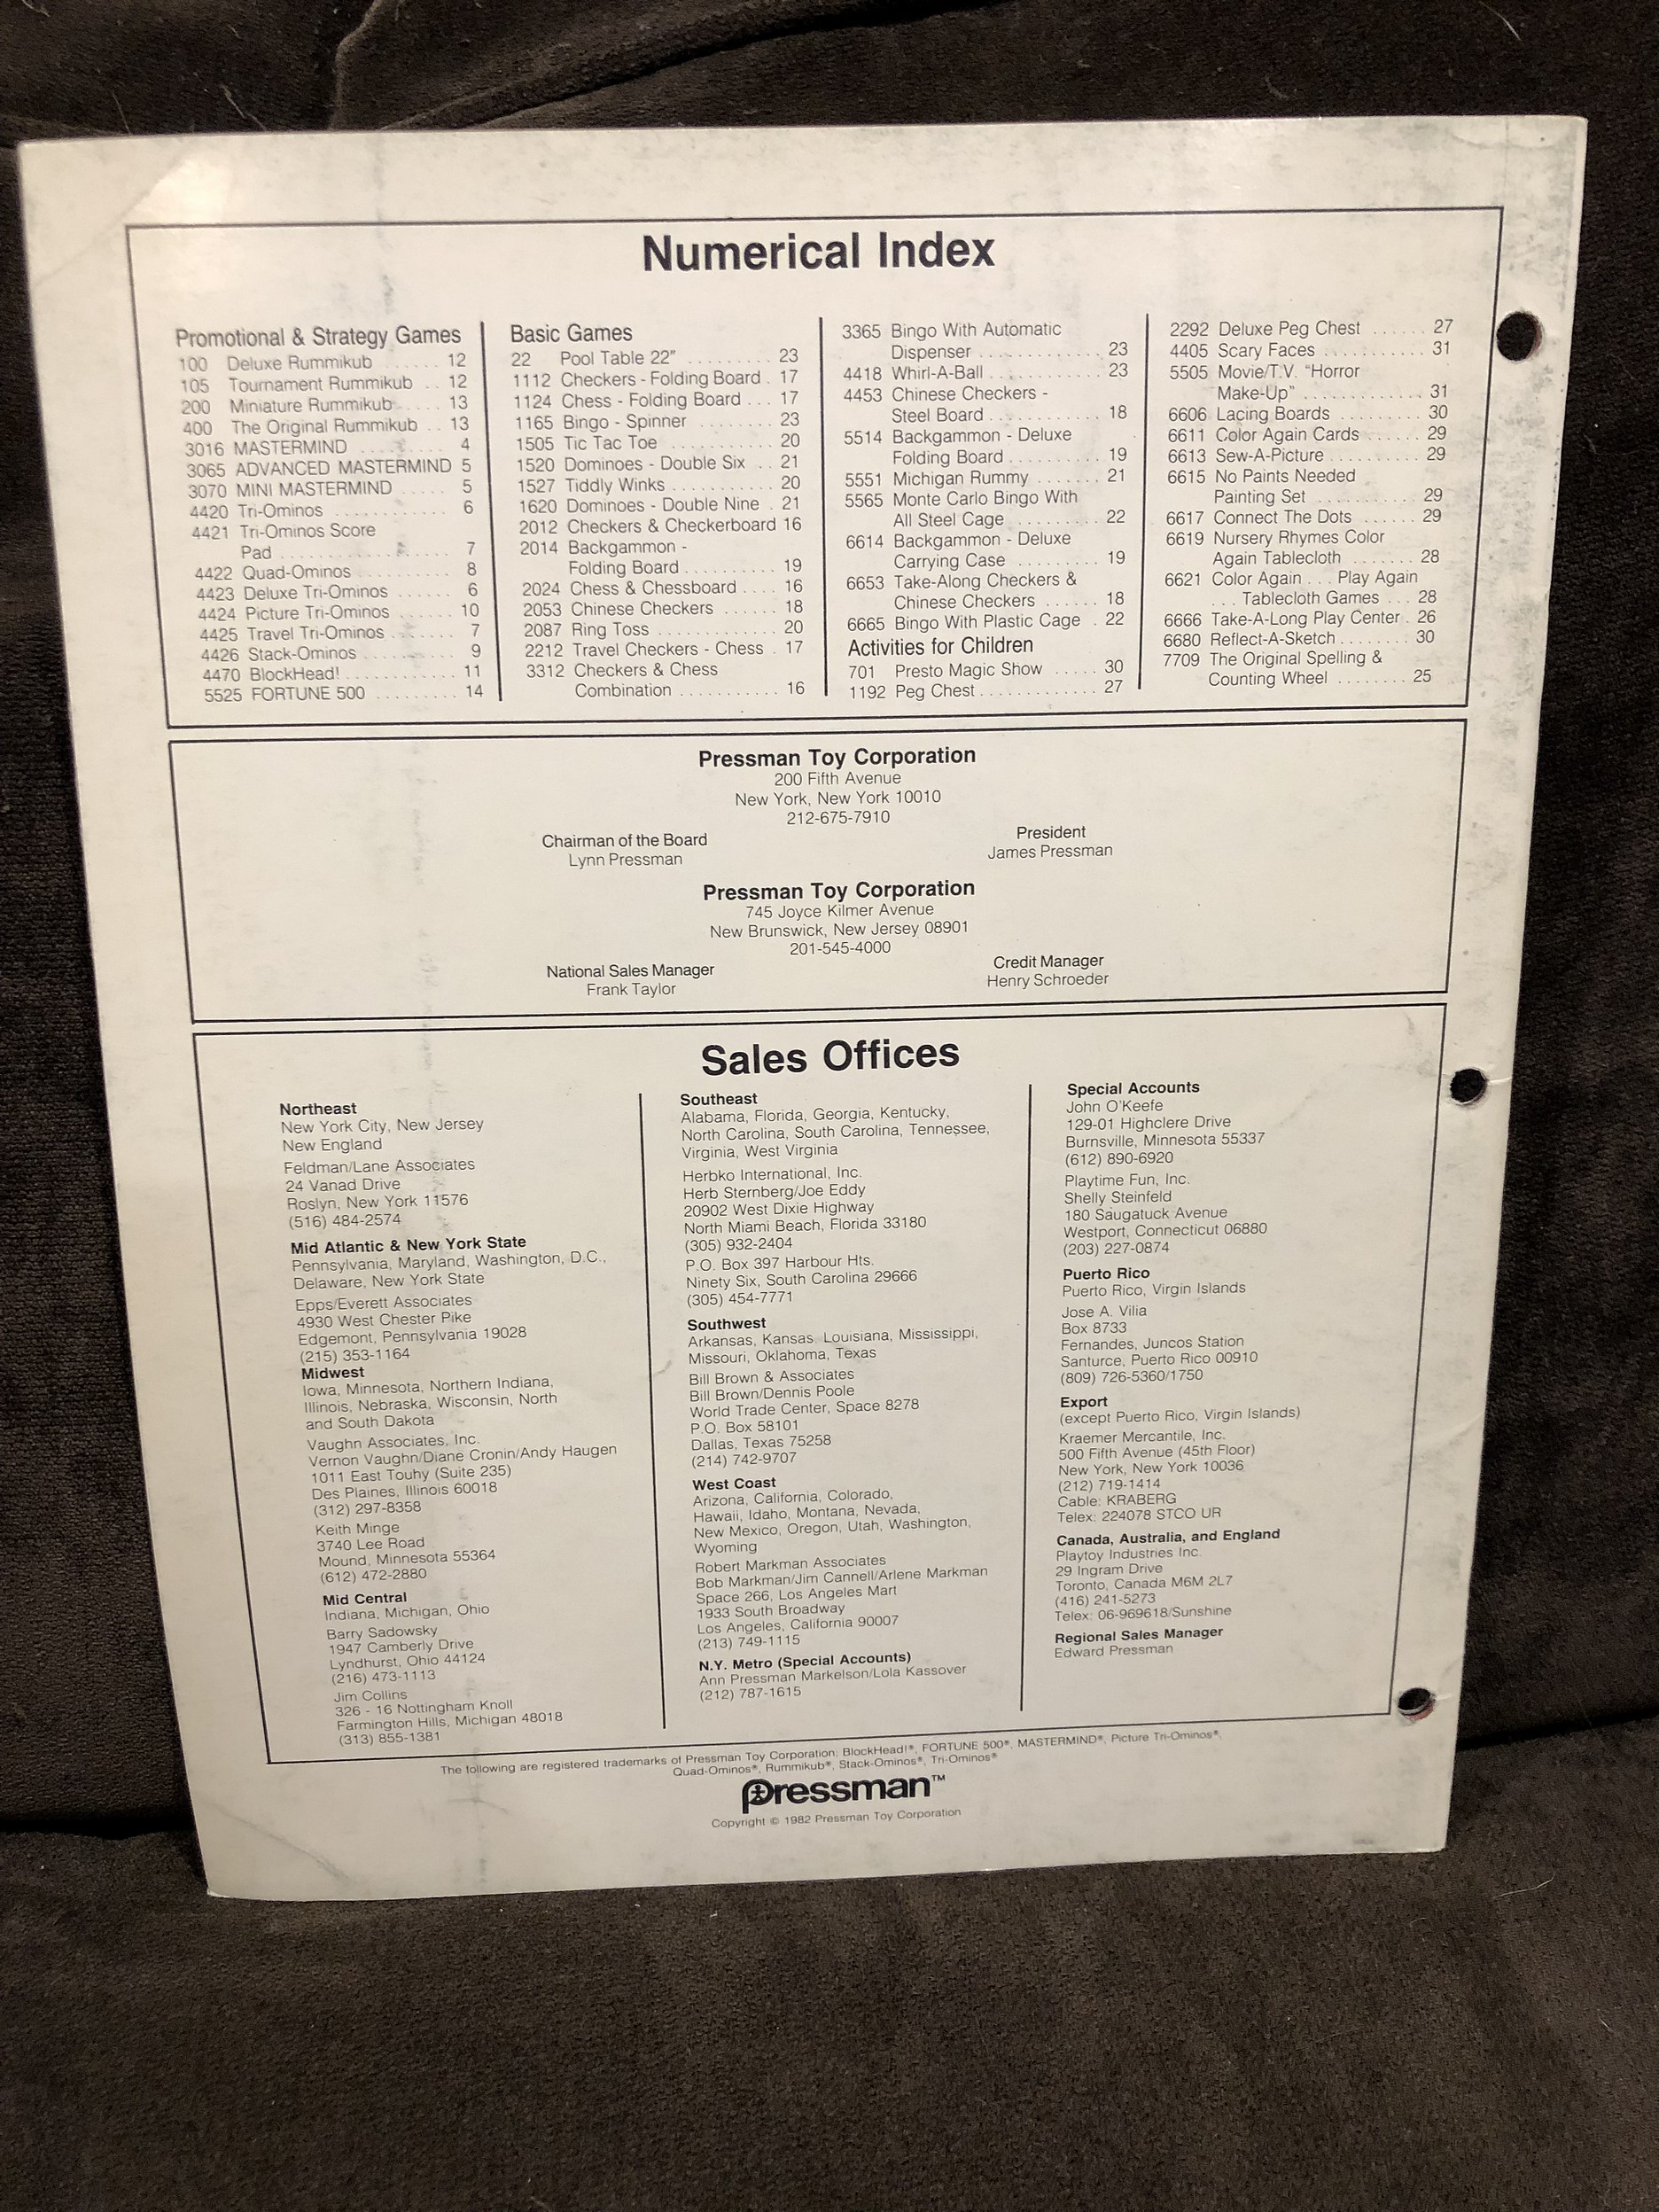 Numerical Index
Promotional & Strategy Games
100 Deluxe Rummikub ...... 12
105 Tournament Rummikub .. 12
200 Miniature Rummikub ..... 13
400 The Original Rummikub .. 13
3016 MASTERMIND .......... 4
3065 ADVANCED MASTERMIND 5
3070 MINI MASTERMIND ..... 5
4420 Tri-Ominos ............ 6
4421 Tri-Ominos Score
Pad ................... 7
4422 Quad-Ominos .......... 8
4423 Deluxe Tri-Ominos ...... 6
4424 Picture Tri-Ominos ...... 10
4425 Travel Tri-Ominos ....... 7
4426 Stack-Ominos .......... 9
4470 BlockHead! ............ 11
5525 FORTUNE 500 ......... 14
Basic Games
22 Pool Table 22" ......... 23
1112 Checkers - Folding Board . 17
1124 Chess - Folding Board ... 17
1165 Bingo - Spinner ........ 23
1505 Tic Tac Toe ........... 20
1520 Dominoes - Double Six .. 21
1527 Tiddly Winks ........... 20
1620 Dominoes - Double Nine . 21
2012 Checkers & Checkerboard 16
2014 Backgammon -
Folding Board .......... 19
2024 Chess & Chessboard .... 16
2053 Chinese Checkers ...... 18
2087 Ring Toss ............. 20
2212 Travel Checkers - Chess . 17
3312 Checkers & Chess
Combination ........... 16
3365 Bingo With Automatic
Dispenser ............. 23
4418 Whirl-A-Ball ............ 23
4453 Chinese Checkers -
Steel Board ............ 18
5514 Backgammon - Deluxe
Folding Board .......... 19
5551 Michigan Rummy ....... 21
5565 Monte Carlo Bingo With
All Steel Cage ......... 22
6614 Backgammon - Deluxe
Carrying Case ......... 19
6653 Take-Along Checkers &
Chinese Checkers ...... 18
6665 Bingo With Plastic Cage . 22
Activities for Children
701 Presto Magic Show ..... 30
1192 Peg Chest ............ 27
2292 Deluxe Peg Chest ...... 27
4405 Scary Faces ........... 31
5505 Movie/T.V. "Horror
Make-Up" ............. 31
6606 Lacing Boards ......... 30
6611 Color Again Cards ...... 29
6613 Sew-A-Picture .......... 29
6615 No Paints Needed
Painting Set ........... 29
6617 Connect The Dots ...... 29
6619 Nursery Rhymes Color
Again Tablecloth ....... 28
6621 Color Again ... Play Again
... Tablecloth Games ... 28
6666 Take-A-Long Play Center . 26
6680 Reflect-A-Sketch ........ 30
7709 The Original Spelling &
Counting Wheel ........ 25
Pressman Toy Corporation
200 Fifth Avenue
New York, New York 10010
212-675-7910
Chairman of the Board
Lynn Pressman
President
James Pressman
Pressman Toy Corporation
745 Joyce Kilmer Avenue
New Brunswick, New Jersey 08901
201-545-4000
National Sales Manager
Frank Taylor
Credit Manager
Henry Schroeder
Sales Offices
Northeast
New York City, New Jersey
New England
Feldman/Lane Associates
24 Vanad Drive
Roslyn, New York 11576
(516) 484-2574
Mid Atlantic & New York State
Pennsylvania, Maryland, Washington, D.C.,
Delaware, New York State
Epps/Everett Associates
4930 West Chester Pike
Edgemont, Pennsylvania 19028
(215) 353-1164
Midwest
Iowa, Minnesota, Northern Indiana,
Illinois, Nebraska, Wisconsin, North
and South Dakota
Vaughn Associates, Inc.
Vernon Vaughn/Diane Cronin/Andy Haugen
1011 East Touhy (Suite 235)
Des Plaines, Illinois 60018
(312) 297-8358
Keith Minge
3740 Lee Road
Mound, Minnesota 55364
(612) 472-2880
Mid Central
Indiana, Michigan, Ohio
Barry Sadowsky
1947 Camberly Drive
Lyndhurst, Ohio 44124
(216) 473-1113
Jim Collins
326 - 16 Nottingham Knoll
Farmington Hills, Michigan 48018
(313) 855-1381
Southeast
Alabama, Florida, Georgia, Kentucky,
North Carolina, South Carolina, Tennessee,
Virginia, West Virginia
Herbko International, Inc.
Herb Sternberg/Joe Eddy
20902 West Dixie Highway
North Miami Beach, Florida 33180
(305) 932-2404
P.O. Box 397 Harbour Hts.
Ninety Six, South Carolina 29666
(305) 454-7771
Southwest
Arkansas, Kansas Louisiana, Mississippi,
Missouri, Oklahoma, Texas
Bill Brown & Associates
Bill Brown/Dennis Poole
World Trade Center, Space 8278
P.O. Box 58101
Dallas, Texas 75258
(214) 742-9707
West Coast
Arizona, California, Colorado,
Hawaii, Idaho, Montana, Nevada,
New Mexico, Oregon, Utah, Washington,
Wyoming
Robert Markman Associates
Bob Markman/Jim Cannell/Arlene Markman
Space 266, Los Angeles Mart
1933 South Broadway
Los Angeles, California 90007
(213) 749-1115
N.Y. Metro (Special Accounts)
Ann Pressman Markelson/Lola Kassover
(212) 787-1615
Special Accounts
John O'Keefe
129-01 Highclere Drive
Burnsville, Minnesota 55337
(612) 890-6920
Playtime Fun, Inc.
Shelly Steinfeld
180 Saugatuck Avenue
Westport, Connecticut 06880
(203) 227-0874
Puerto Rico
Puerto Rico, Virgin Islands
Jose A. Vilia
Box 8733
Fernandes, Juncos Station
Santurce, Puerto Rico 00910
(809) 726-5360/1750
Export
(except Puerto Rico, Virgin Islands)
Kraemer Mercantile, Inc.
500 Fifth Avenue (45th Floor)
New York, New York 10036
(212) 719-1414
Cable: KRABERG
Telex: 224078 STCO UR
Canada, Australia, and England
Playtoy Industries Inc.
29 Ingram Drive
Toronto, Canada M6M 2L7
(416) 241-5273
Telex: 06-969618/Sunshine
Regional Sales Manager
Edward Pressman
The following are registered trademarks of Pressman Toy Corporation; BlockHead!®, FORTUNE 500®, MASTERMIND®, Picture Tri-Ominos®,
Quad-Ominos®, Rummikub®, Stack-Ominos®, Tri-Ominos®
Pressman™
Copyright © 1982 Pressman Toy Corporation